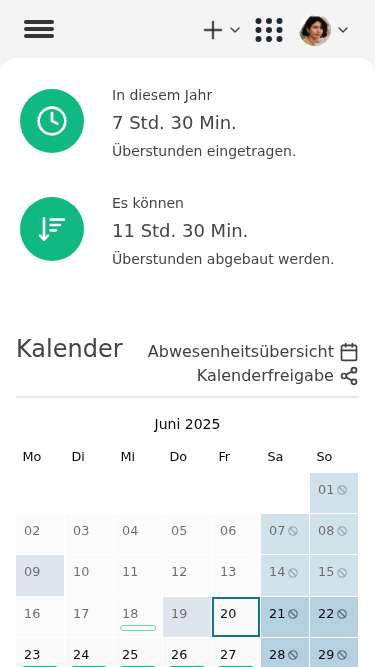 In diesem Jahr
7 Std. 30 Min.
Überstunden eingetragen.
Es können
11 Std. 30 Min.
Überstunden abgebaut werden.
Kalender
Abwesenheitsübersicht
Kalenderfreigabe
Juni 2025
Mo Di Mi Do Fr Sa So
01
02 03 04 05 06 07 08
09 10 11 12 13 14 15
16 17 18 19 20 21 22
23 24 25 26 27 28 29